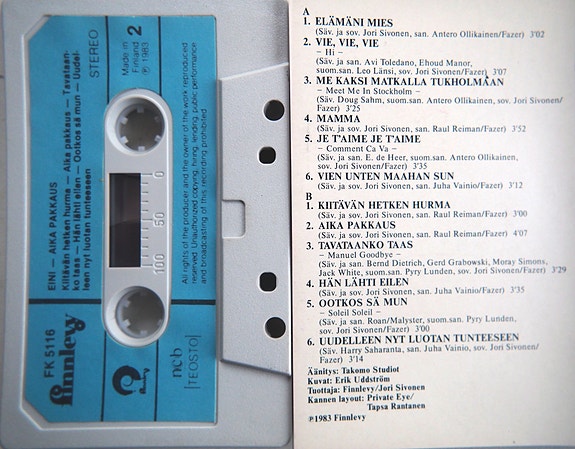 FK 5116
finnlevy
EINI — AIKA PAKKAUS
Kiitävän hetken hurma — Aika pakkaus — Tavataan-
ko taas — Hän lähti eilen — Ootkos sä mun — Uudel-
leen nyt luotan tunteeseen
STEREO
Made in
Finland
℗ 1983
2
0
50
100
All rights of the producer and the owner of the work reproduced
reserved. Unauthorized copying, hiring, lending, public performance
and broadcasting of this recording prohibited
finnlevy
ncb
TEOSTO
A
1. ELÄMÄNI MIES
(Säv. ja sov. Jori Sivonen, san. Antero Ollikainen/Fazer) 3'02
2. VIE, VIE, VIE
– Hi –
(Säv, ja san. Avi Toledano, Ehoud Manor,
suom.san. Leo Länsi, sov. Jori Sivonen/Fazer) 3'07
3. ME KAKSI MATKALLA TUKHOLMAAN
– Meet Me In Stockholm –
(Säv. Doug Sahm, suom.san. Antero Ollikainen, sov. Jori Sivonen/
Fazer) 3'25
4. MAMMA
(Säv. ja sov. Jori Sivonen, san. Raul Reiman/Fazer) 3'52
5. JE T'AIME JE T'AIME
– Comment Ca Va –
(Säv. ja san. E. de Heer, suom.san. Antero Ollikainen,
sov. Jori Sivonen/Fazer) 3'35
6. VIEN UNTEN MAAHAN SUN
(Säv. ja sov. Jori Sivonen, san. Juha Vainio/Fazer) 3'12
B
1. KIITÄVÄN HETKEN HURMA
(Säv. ja sov. Jori Sivonen, san. Raul Reiman/Fazer) 3'00
2. AIKA PAKKAUS
(Säv. ja sov. Jori Sivonen, san. Raul Reiman/Fazer) 4'07
3. TAVATAANKO TAAS
– Manuel Goodbye –
(Säv. ja san. Bernd Dietrich, Gerd Grabowski, Moray Simons,
Jack White, suom.san. Pyry Lunden, sov. Jori Sivonen/Fazer) 3'29
4. HÄN LÄHTI EILEN
(Säv. ja sov. Jori Sivonen, san. Juha Vainio/Fazer) 3'35
5. OOTKOS SÄ MUN
– Soleil Soleil –
(Säv. ja san. Roan/Malyster, suom.san. Pyry Lunden,
sov. Jori Sivonen/Fazer) 3'00
6. UUDELLEEN NYT LUOTAN TUNTEESEEN
(Säv. Harry Saharanta, san. Juha Vainio, sov. Jori Sivonen/
Fazer) 3'14
Äänitys: Takomo Studiot
Kuvat: Erik Uddström
Tuottaja: Finnlevy/Jori Sivonen
Kannen layout: Private Eye/
Tapsa Rantanen
℗1983 Finnlevy